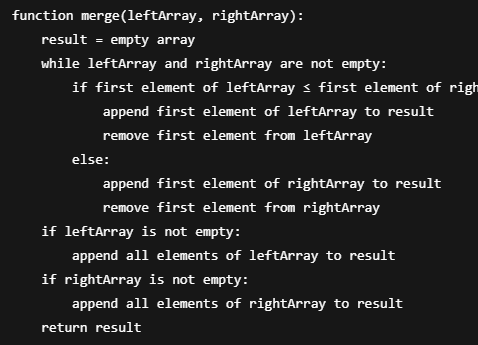 function merge(leftArray, rightArray):
    result = empty array
    while leftArray and rightArray are not empty:
        if first element of leftArray ≤ first element of
            append first element of leftArray to result
            remove first element from leftArray
        else:
            append first element of rightArray to result
            remove first element from rightArray
    if leftArray is not empty:
        append all elements of leftArray to result
    if rightArray is not empty:
        append all elements of rightArray to result
    return result